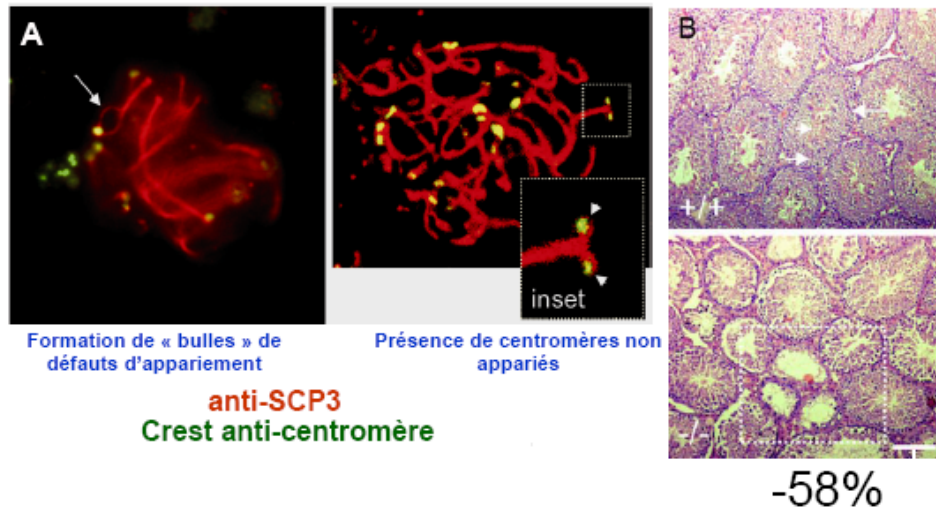 A
B
+/+
inset
-/-
Formation de « bulles » de
défauts d'appariement
Présence de centromères non
appariés
anti-SCP3
Crest anti-centromère
-58%